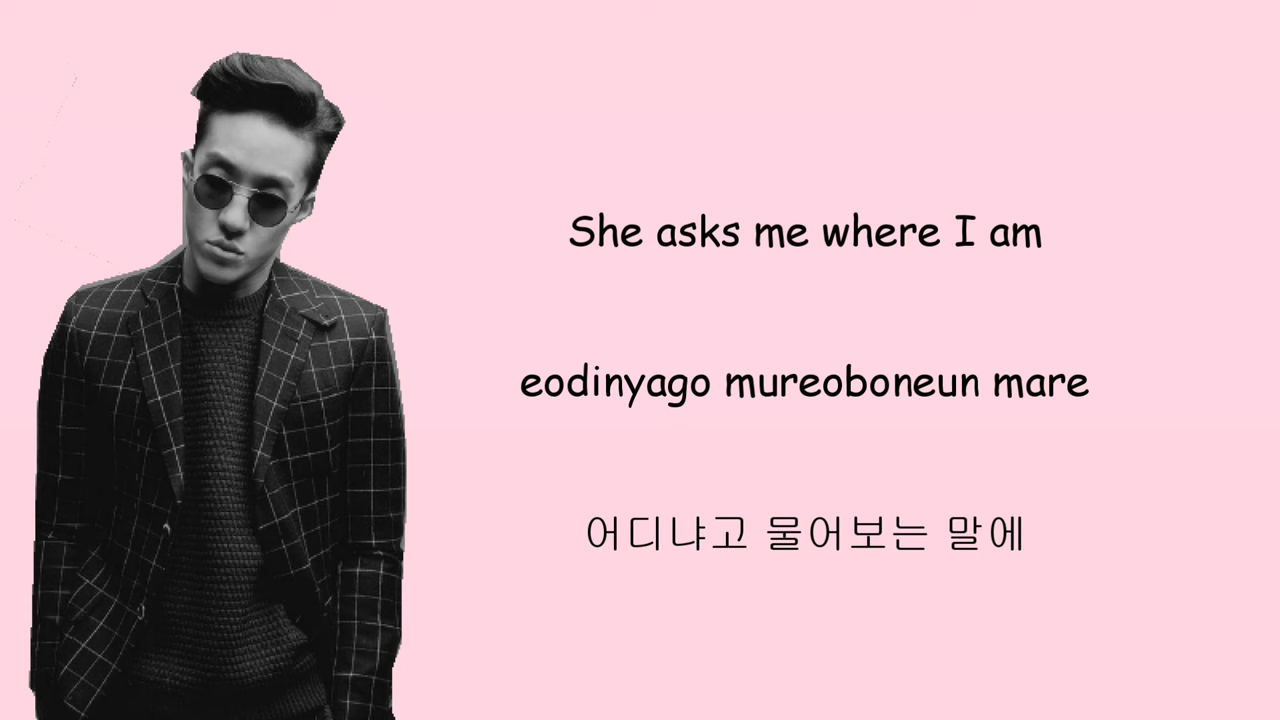 She asks me where I am
eodinyago mureoboneun mare
어디냐고 물어보는 말에